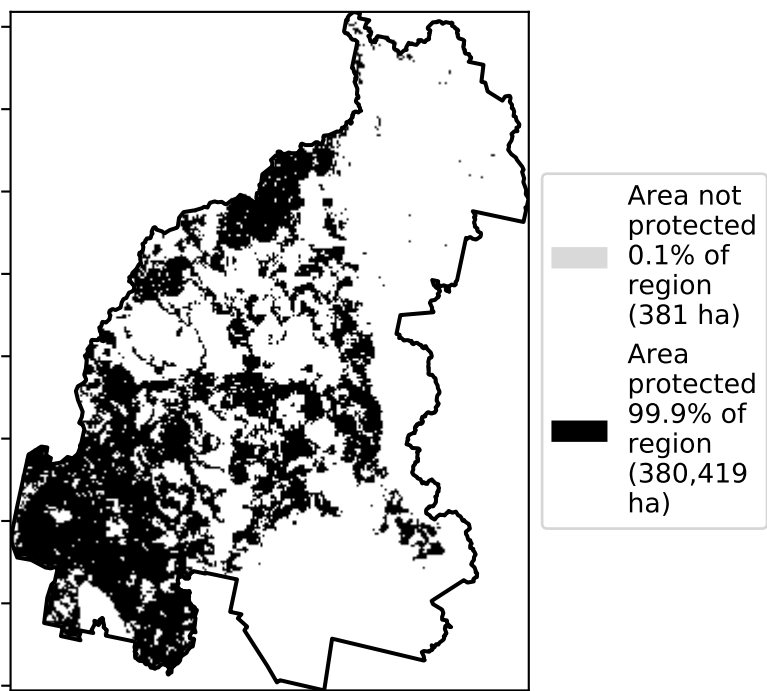 Area not
protected
0.1% of
region
(381 ha)
Area
protected
99.9% of
region
(380,419
ha)